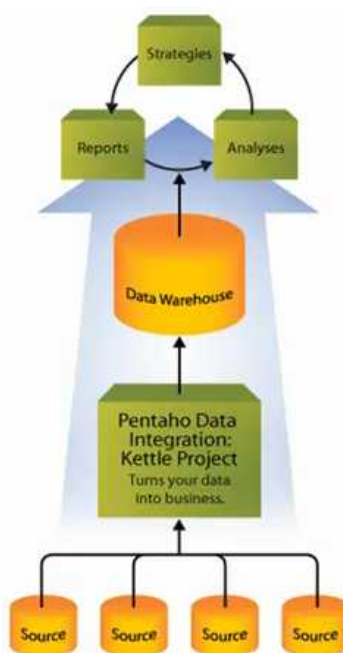 Strategies
Reports
Analyses
Data Warehouse
Pentaho Data
Integration:
Kettle Project
Turns your data
into business.
Source
Source
Source
Source